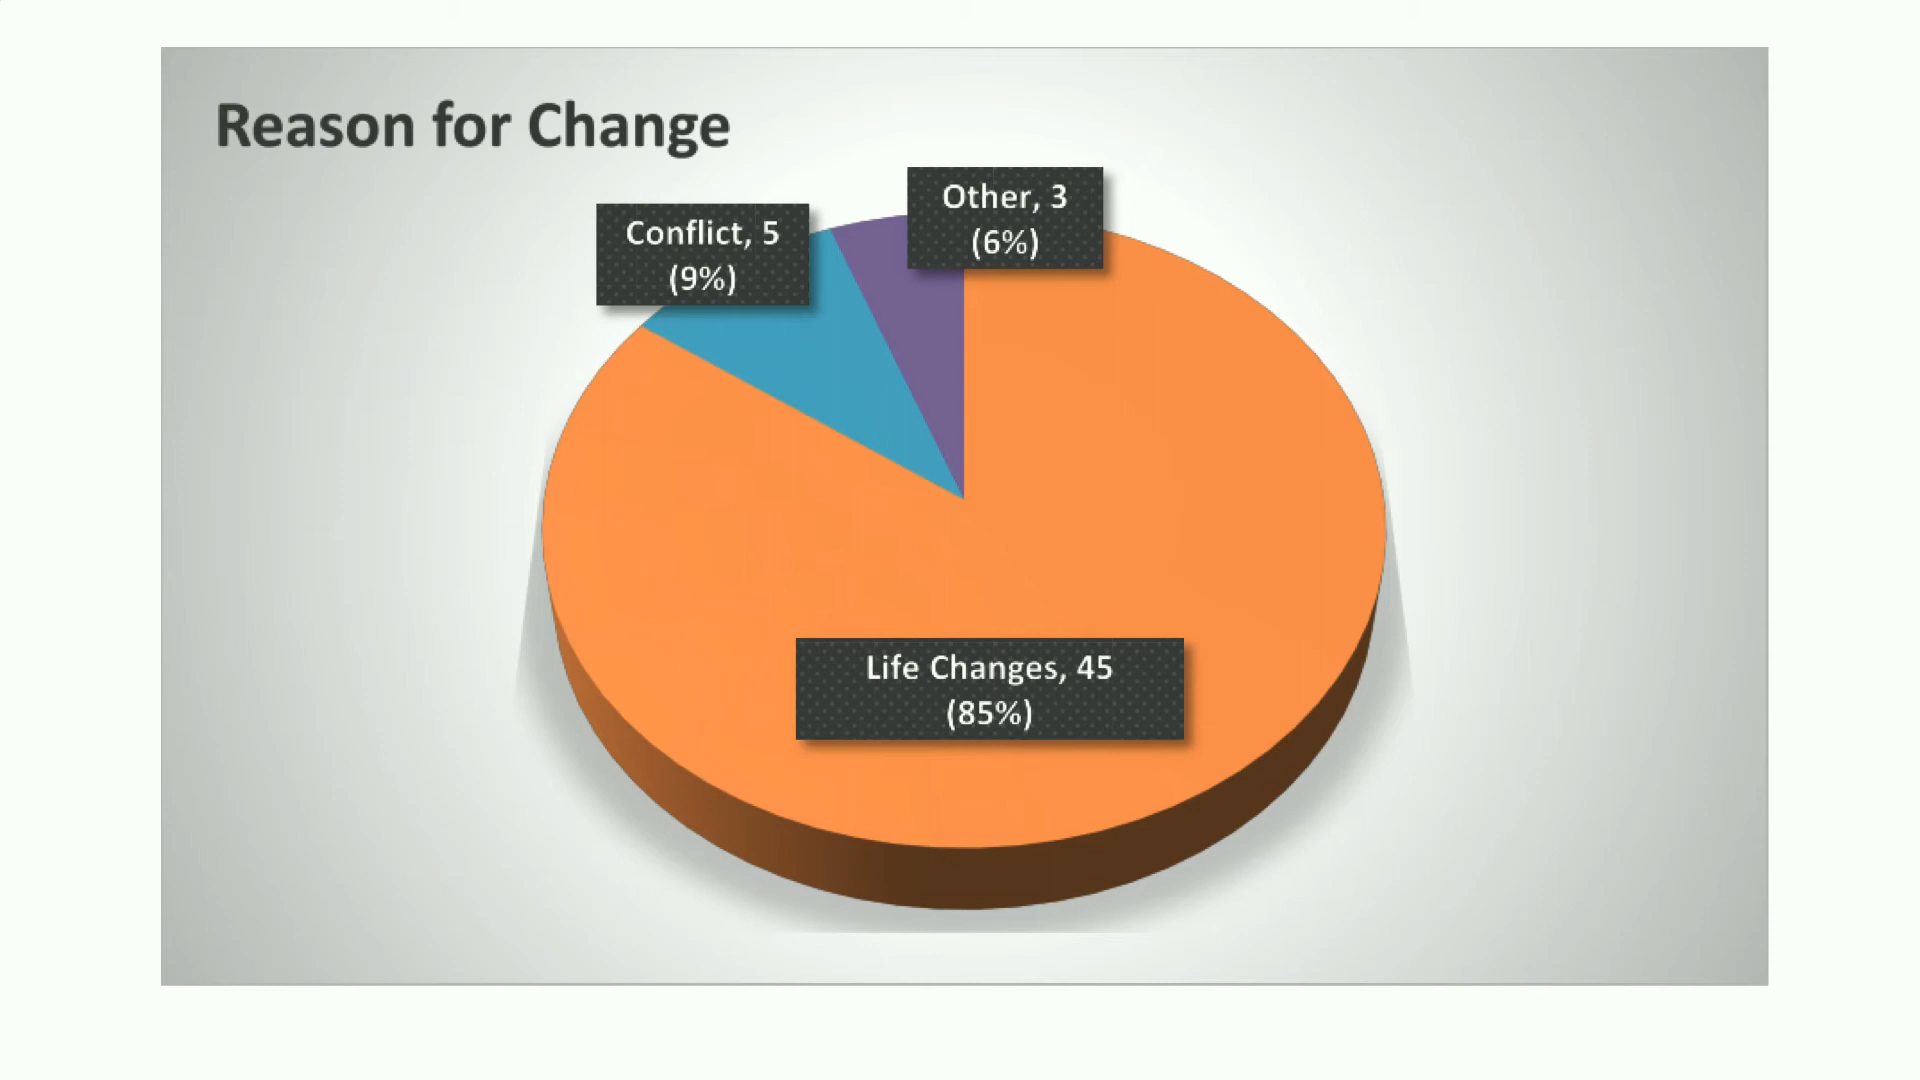 Reason for Change
Other, 3
(6%)
Conflict, 5
(9%)
Life Changes, 45
(85%)